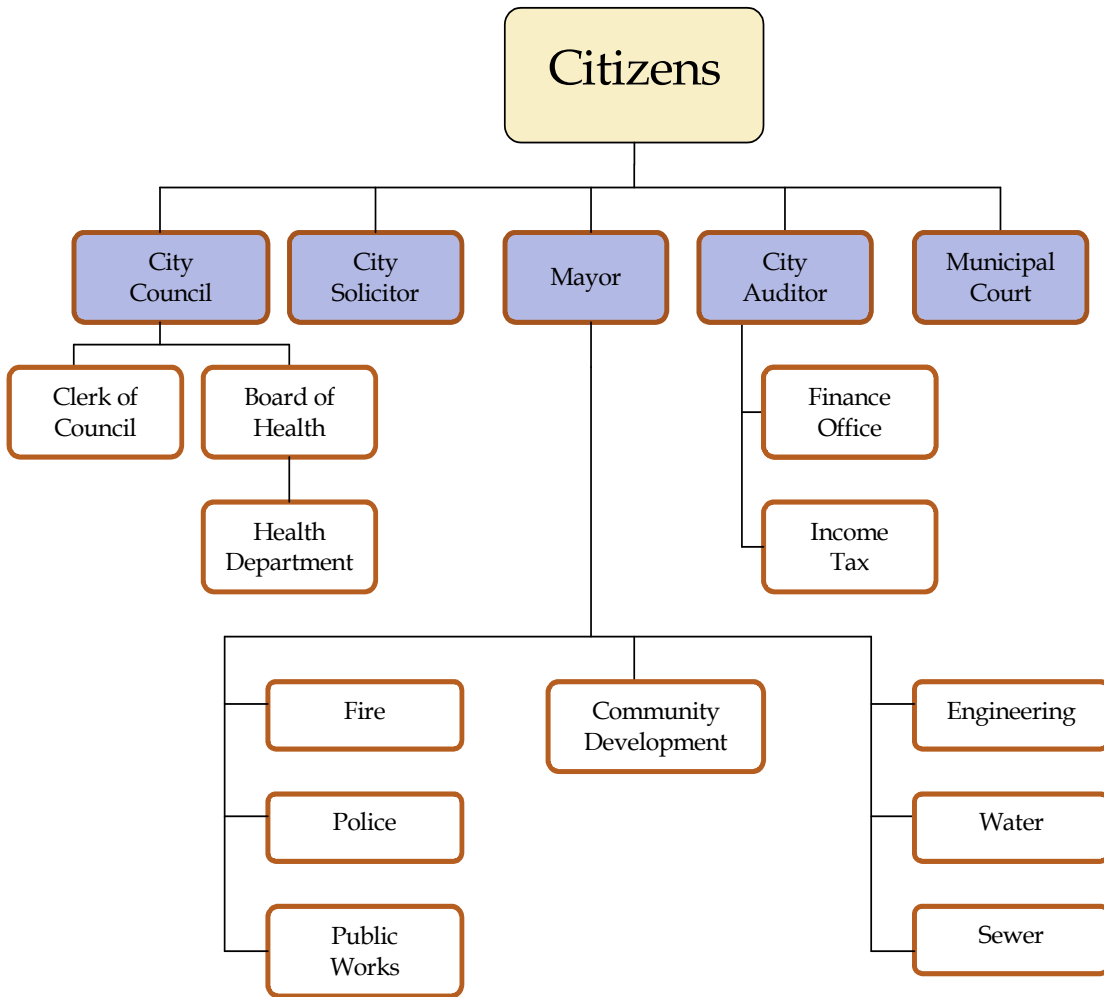 Citizens
City
Council
City
Solicitor
Mayor
City
Auditor
Municipal
Court
Clerk of
Council
Board of
Health
Finance
Office
Health
Department
Income
Tax
Fire
Community
Development
Engineering
Police
Water
Public
Works
Sewer